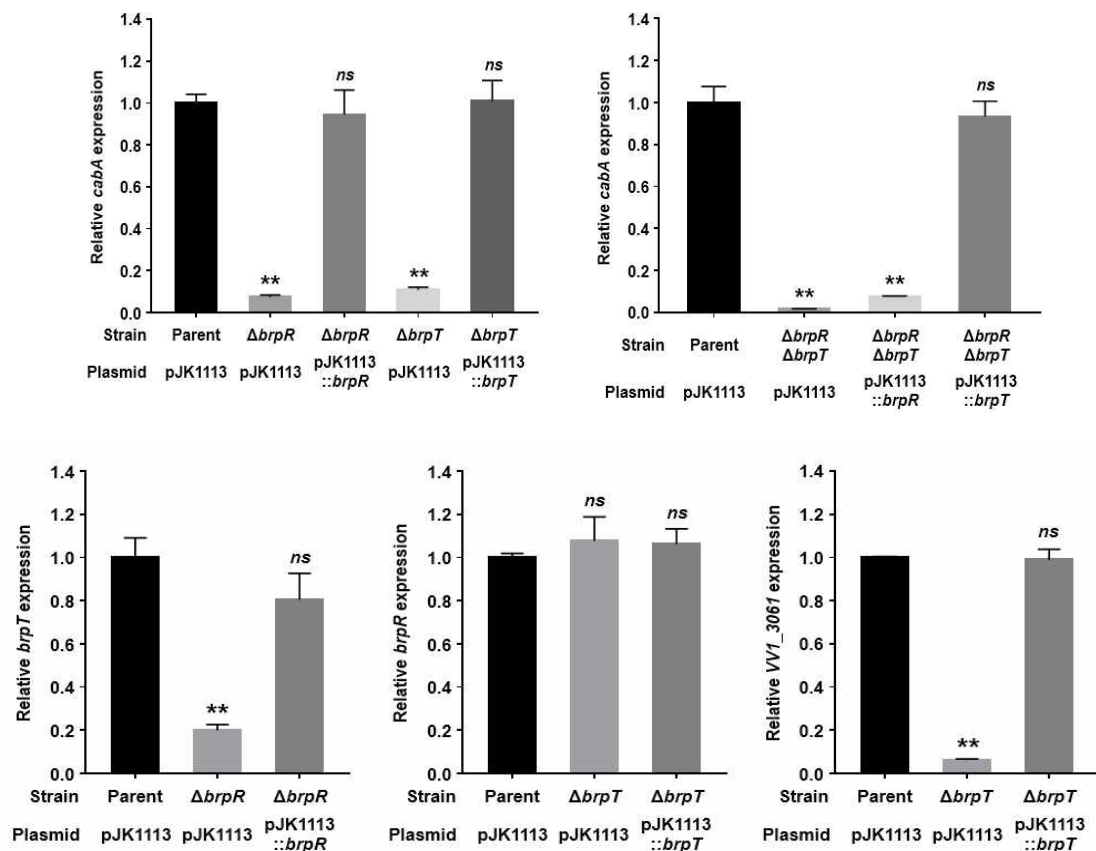 Relative cabA expression
1.4
1.2
1.0
0.8
0.6
0.4
0.2
0.0
** ns ** ns
Strain Parent ΔbrpR ΔbrpR ΔbrpT ΔbrpT
Plasmid pJK1113 pJK1113 pJK1113 pJK1113 pJK1113
::brpR ::brpT
Relative cabA expression
1.4
1.2
1.0
0.8
0.6
0.4
0.2
0.0
** ** ns
Strain Parent ΔbrpR ΔbrpR ΔbrpR
ΔbrpT ΔbrpT ΔbrpT
Plasmid pJK1113 pJK1113 pJK1113 pJK1113
::brpR ::brpT
Relative brpT expression
1.4
1.2
1.0
0.8
0.6
0.4
0.2
0.0
** ns
Strain Parent ΔbrpR ΔbrpR
Plasmid pJK1113 pJK1113 pJK1113
::brpR
Relative brpR expression
1.4
1.2
1.0
0.8
0.6
0.4
0.2
0.0
ns ns
Strain Parent ΔbrpT ΔbrpT
Plasmid pJK1113 pJK1113 pJK1113
::brpT
Relative VV1_3061 expression
1.4
1.2
1.0
0.8
0.6
0.4
0.2
0.0
** ns
Strain Parent ΔbrpT ΔbrpT
Plasmid pJK1113 pJK1113 pJK1113
::brpT